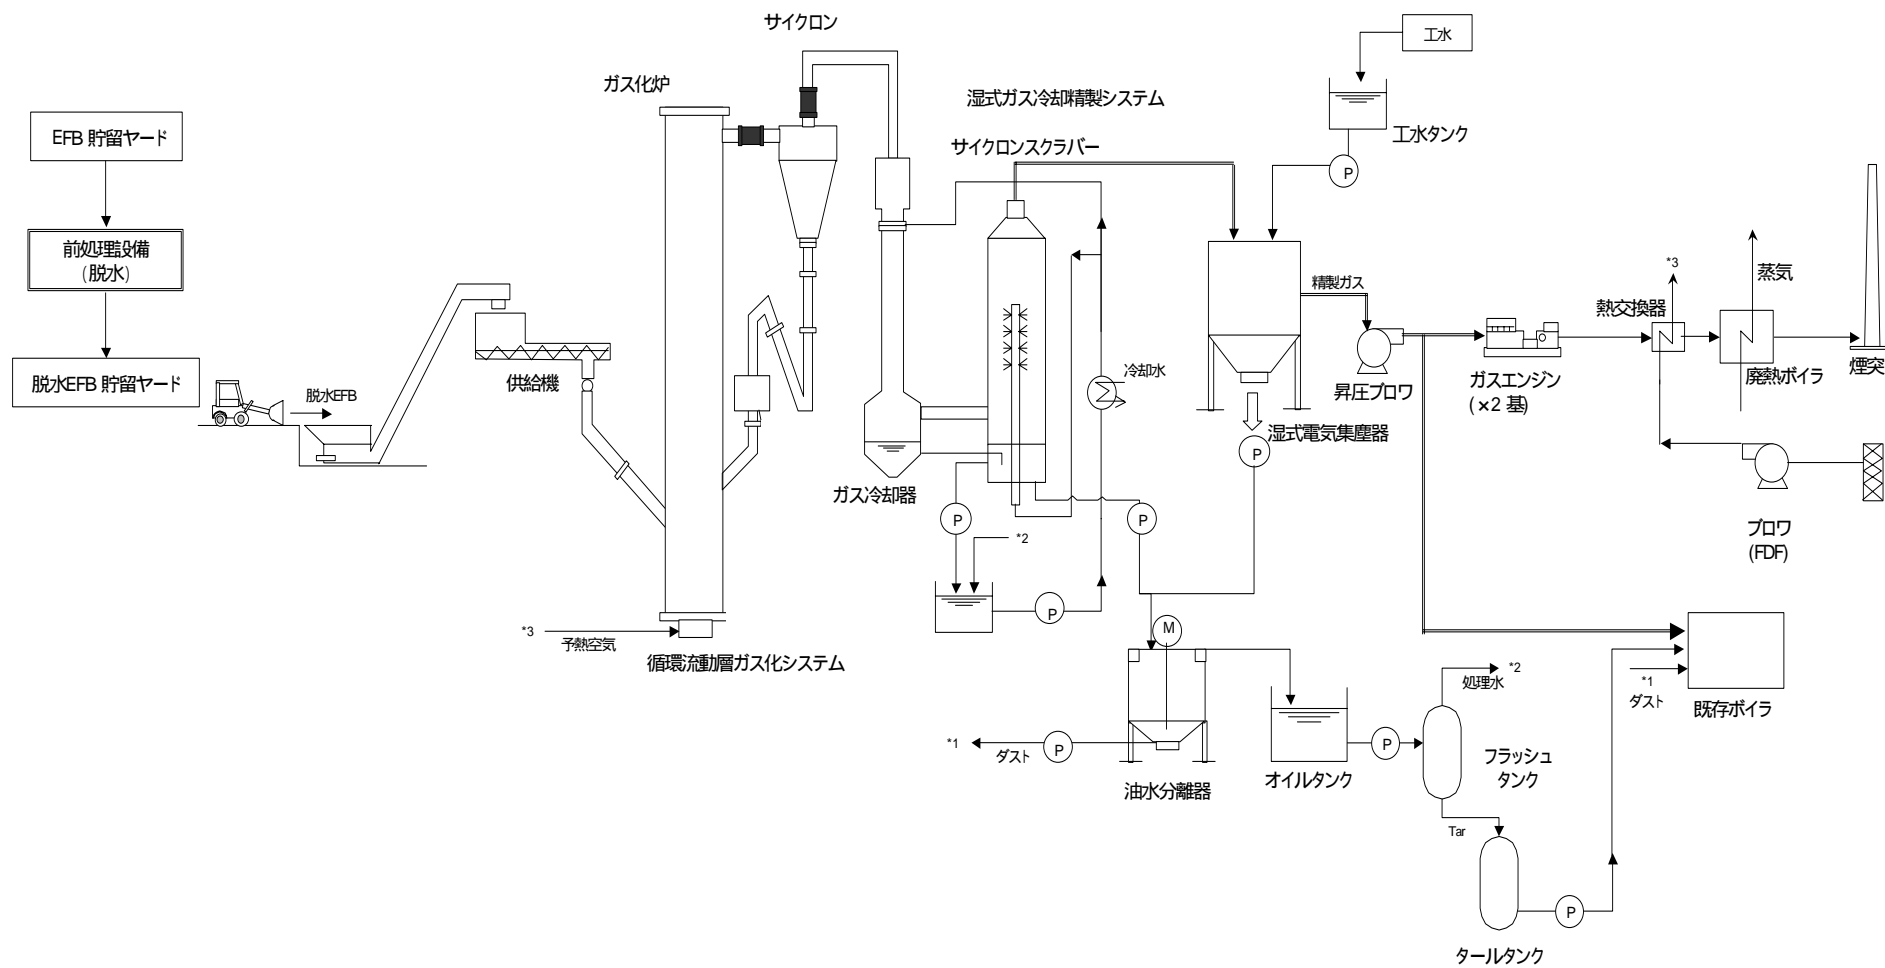 サイクロン
工水
ガス化炉
湿式ガス冷却精製システム
EFB 貯留ヤード
サイクロンスクラバー
工水タンク
P
前処理設備
(脱水)
*3
蒸気
精製ガス
熱交換器
脱水EFB 貯留ヤード
供給機
脱水EFB
冷却水
昇圧ブロワ
ガスエンジン
(×2 基)
廃熱ボイラ
煙突
湿式電気集塵器
P
ガス冷却器
P
P
*2
ブロワ
(FDF)
P
*3
予熱空気
循環流動層ガス化システム
M
処理水
*2
*1
ダスト
既存ボイラ
*1
ダスト
P
P
油水分離器
オイルタンク
フラッシュ
タンク
Tar
P
タールタンク